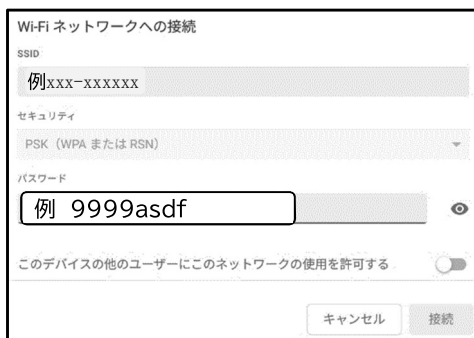 Wi-Fi ネットワークへの接続
SSID
例xxx-xxxxxx
セキュリティ
PSK（WPA または RSN）
パスワード
例 9999asdf
このデバイスの他のユーザーにこのネットワークの使用を許可する
キャンセル 接続